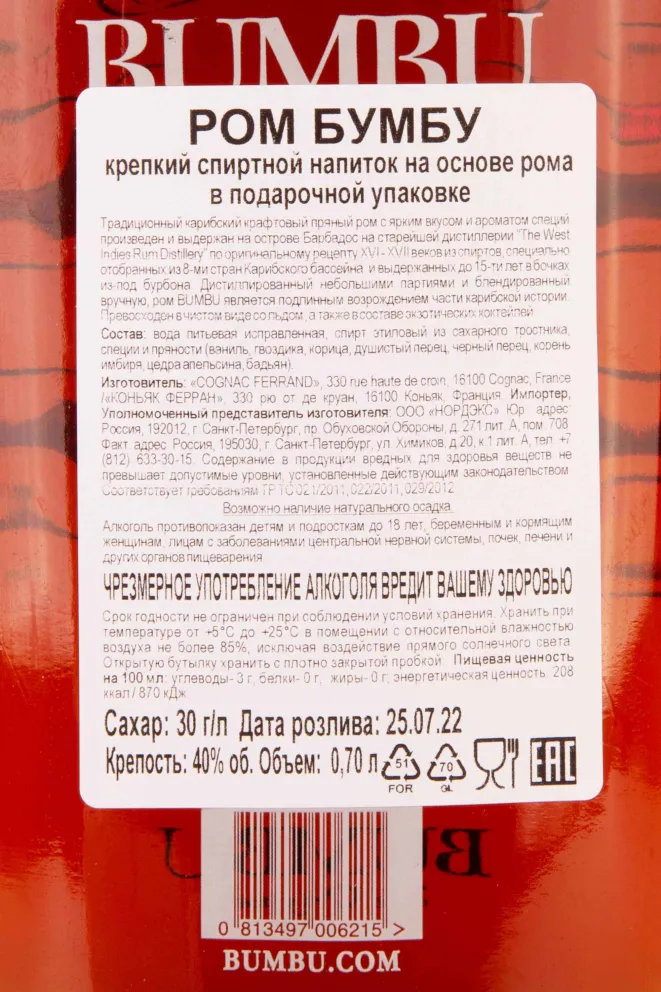 BUMBU
РОМ БУМБУ
крепкий спиртной напиток на основе рома
в подарочной упаковке
Традиционный карибский крафтовый пряный ром с ярким вкусом и ароматом специй
произведен и выдержан на острове Барбадос на старейшей дистиллерии "The West
Indies Rum Distillery" по оригинальному рецепту XVI - XVII веков из спиртов, специально
отобранных из 8-ми стран Карибского бассейна и выдержанных до 15-ти лет в бочках
из-под бурбона. Дистиллированный небольшими партиями и блендированный
вручную, ром BUMBU является подлинным возрождением части карибской истории.
Превосходен в чистом виде со льдом, а также в составе экзотических коктейлей
Состав: вода питьевая исправленная, спирт этиловый из сахарного тростника,
специи и пряности (ваниль, гвоздика, корица, душистый перец, черный перец, корень
имбиря, цедра апельсина, бадьян).
Изготовитель: «COGNAC FERRAND», 330 rue haute de croin, 16100 Cognac, France
/«КОНЬЯК ФЕРРАН», 330 рю от де круан, 16100 Коньяк, Франция. Импортер,
Уполномоченный представитель изготовителя: ООО «НОРДЭКС» Юр. адрес:
Россия, 192012, г. Санкт-Петербург, пр. Обуховской Обороны, д. 271 лит. А, пом. 708
Факт адрес Россия, 195030, г. Санкт-Петербург, ул. Химиков, д.20, к.1 лит. А, тел. +7
(812) 633-30-15. Содержание в продукции вредных для здоровья веществ не
превышает допустимые уровни, установленные действующим законодательством
Соответствует требованиям ТР ТС 021/2011, 022/2011, 029/2012
Возможно наличие натурального осадка.
Алкоголь противопоказан детям и подросткам до 18 лет, беременным и кормящим
женщинам, лицам с заболеваниями центральной нервной системы, почек, печени и
других органов пищеварения
ЧРЕЗМЕРНОЕ УПОТРЕБЛЕНИЕ АЛКОГОЛЯ ВРЕДИТ ВАШЕМУ ЗДОРОВЬЮ
Срок годности не ограничен при соблюдении условий хранения. Хранить при
температуре от +5°С до +25°С в помещении с относительной влажностью
воздуха не более 85%, исключая воздействие прямого солнечного света.
Открытую бутылку хранить с плотно закрытой пробкой. Пищевая ценность
на 100 мл: углеводы- 3 г, белки- 0 г, жиры- 0 г, энергетическая ценность 208
ккал / 870 кДж
Сахар: 30 г/л Дата розлива: 25.07.22
Крепость: 40% об. Объем: 0,70 л 51 FOR 70 GL EAC
0 813497 006215 >
BUMBU.COM